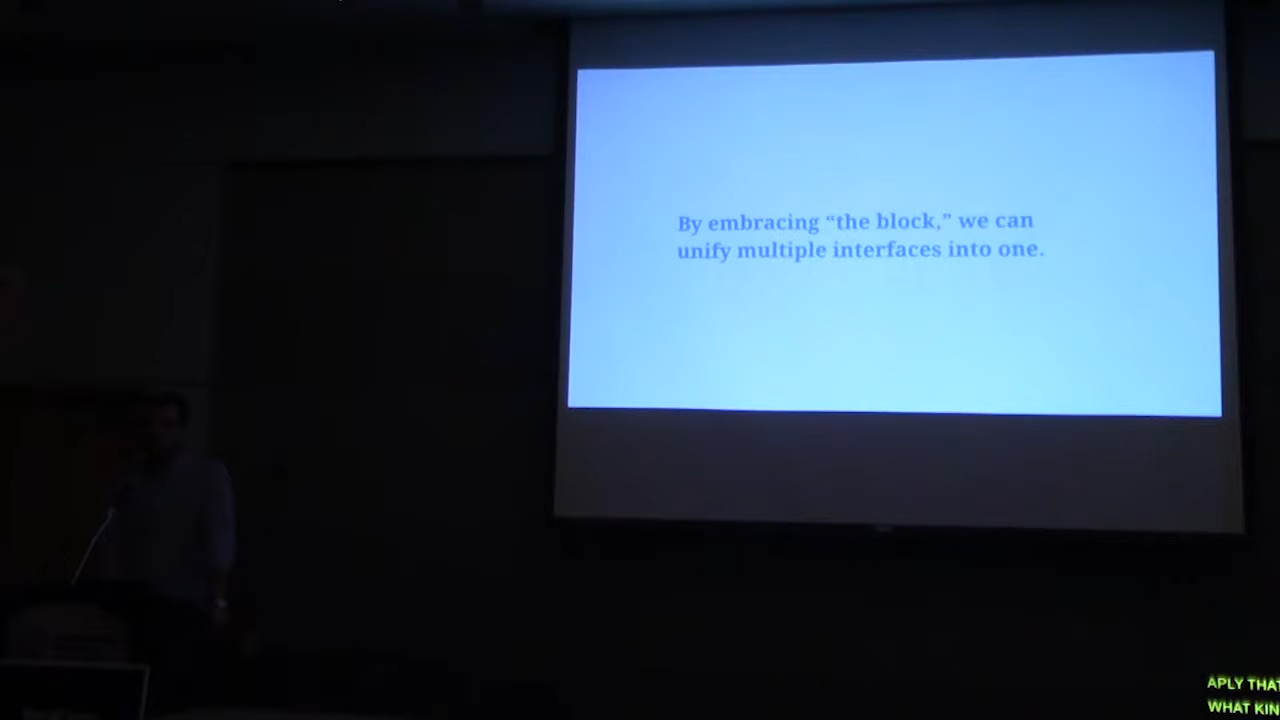 By embracing “the block,” we can
unify multiple interfaces into one.
APLY THAT
WHAT KIN